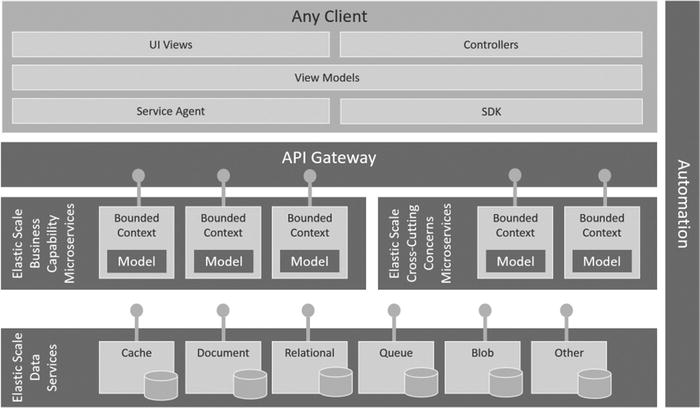 Any Client
UI Views
Controllers
View Models
Service Agent
SDK
API Gateway
Elastic Scale
Business
Capability
Microservices
Bounded
Context
Model
Bounded
Context
Model
Bounded
Context
Model
Elastic Scale
Cross-Cutting
Concerns
Microservices
Bounded
Context
Model
Bounded
Context
Model
Elastic Scale
Data
Services
Cache
Document
Relational
Queue
Blob
Other
Automation